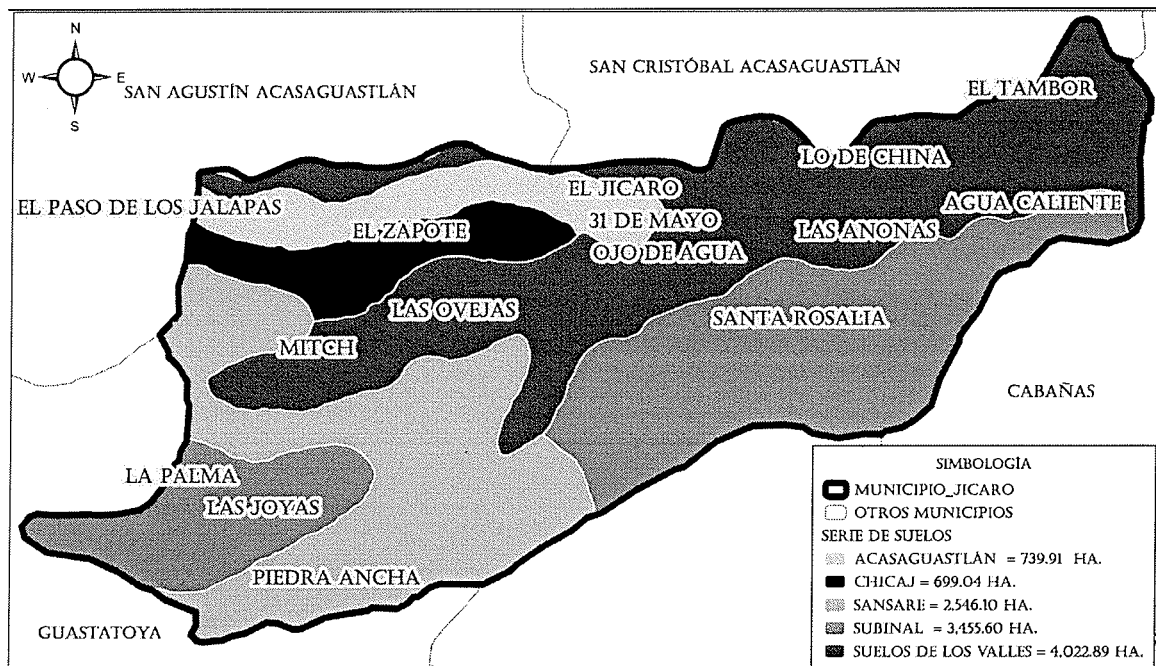 N
W E
S
SAN AGUSTÍN ACASAGUASTLÁN
SAN CRISTÓBAL ACASAGUASTLÁN
EL TAMBOR
LO DE CHINA
EL JICARO
EL PASO DE LOS JALAPAS
AGUA CALIENTE
31 DE MAYO
EL ZAPOTE
LAS ANONAS
OJO DE AGUA
LAS OVEJAS
SANTA ROSALIA
MITCH
CABAÑAS
LA PALMA
LAS JOYAS
PIEDRA ANCHA
GUASTATOYA
SIMBOLOGÍA
MUNICIPIO_JICARO
OTROS MUNICIPIOS
SERIE DE SUELOS
ACASAGUASTLÁN = 739.91 HA.
CHICAJ = 699.04 HA.
SANSARE = 2,546.10 HA.
SUBINAL = 3,455.60 HA.
SUELOS DE LOS VALLES = 4,022.89 HA.